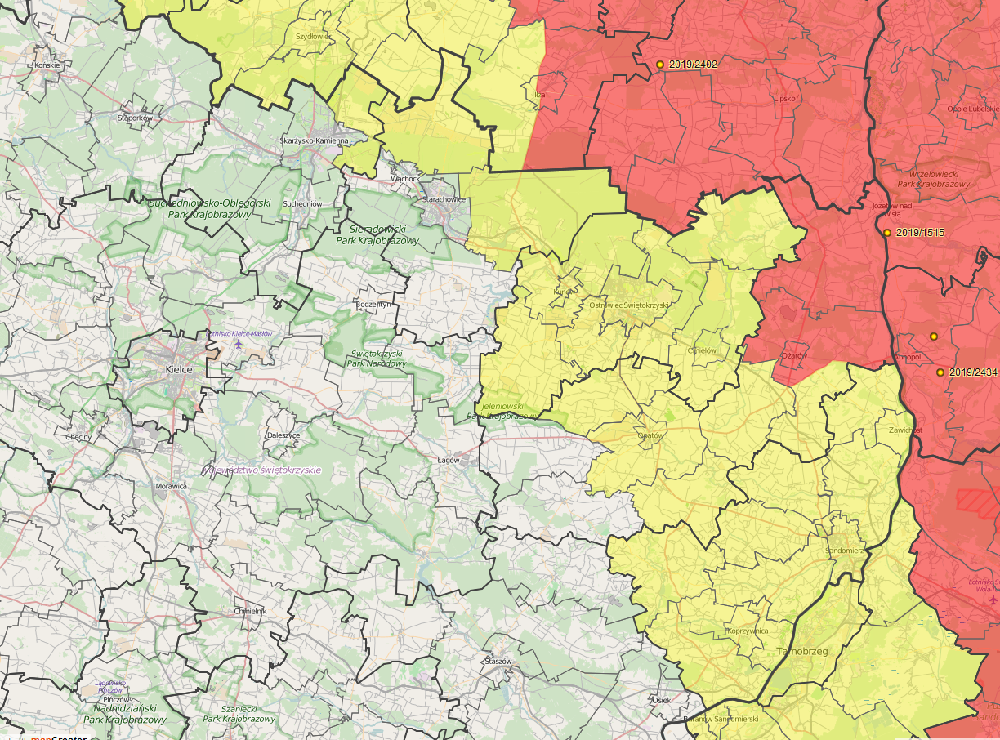 Szydłowiec
Końskie
2019/2402
Iłża
Lipsko
Opole Lubelskie
Stąporków
Skarżysko-Kamienna
Wąchock
Wrzelowiecki
Park Krajobrazowy
Suchedniowsko-Oblęgorski
Park Krajobrazowy
Suchedniów
Starachowice
Józefów nad
Wisłą
Sieradowicki
Park Krajobrazowy
2019/1515
Kunów
Bodzentyn
Ostrowiec Świętokrzyski
Lotnisko Kielce-Masłów
Świętokrzyski
Park Narodowy
Ćmielów
Ożarów
Annopol
Kielce
2019/2434
Jeleniowski
Park Krajobrazowy
Zawichost
Chęciny
Daleszyce
Opatów
Łagów
Województwo świętokrzyskie
Morawica
Sandomierz
Chmielnik
Koprzywnica
Tarnobrzeg
Staszów
Lądowisko
Pińczów
Pińczów
Nadnidziański
Park Krajobrazowy
Szaniecki
Park Krajobrazowy
Osiek
Baranów Sandomierski
mapCreator